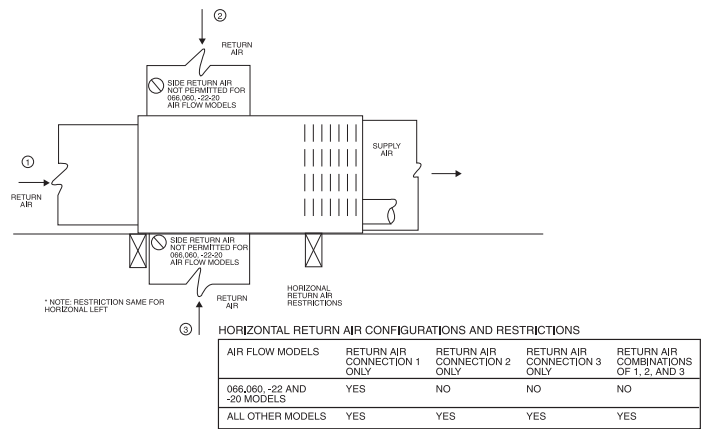 ②
RETURN
AIR
SIDE RETURN AIR
NOT PERMITTED FOR
066,060, -22-20
AIR FLOW MODELS
①
RETURN
AIR
SUPPLY
AIR
SIDE RETURN AIR
NOT PERMITTED FOR
066,060, -22-20
AIR FLOW MODELS
HORIZONAL
RETURN AIR
RESTRICTIONS
* NOTE: RESTRICTION SAME FOR
HORIZONAL LEFT
RETURN
AIR
③
HORIZONTAL RETURN AIR CONFIGURATIONS AND RESTRICTIONS
AIR FLOW MODELS RETURN AIR CONNECTION 1 ONLY RETURN AIR CONNECTION 2 ONLY RETURN AIR CONNECTION 3 ONLY RETURN AIR COMBINATIONS OF 1, 2, AND 3
066,060, -22 AND -20 MODELS YES NO NO NO
ALL OTHER MODELS YES YES YES YES